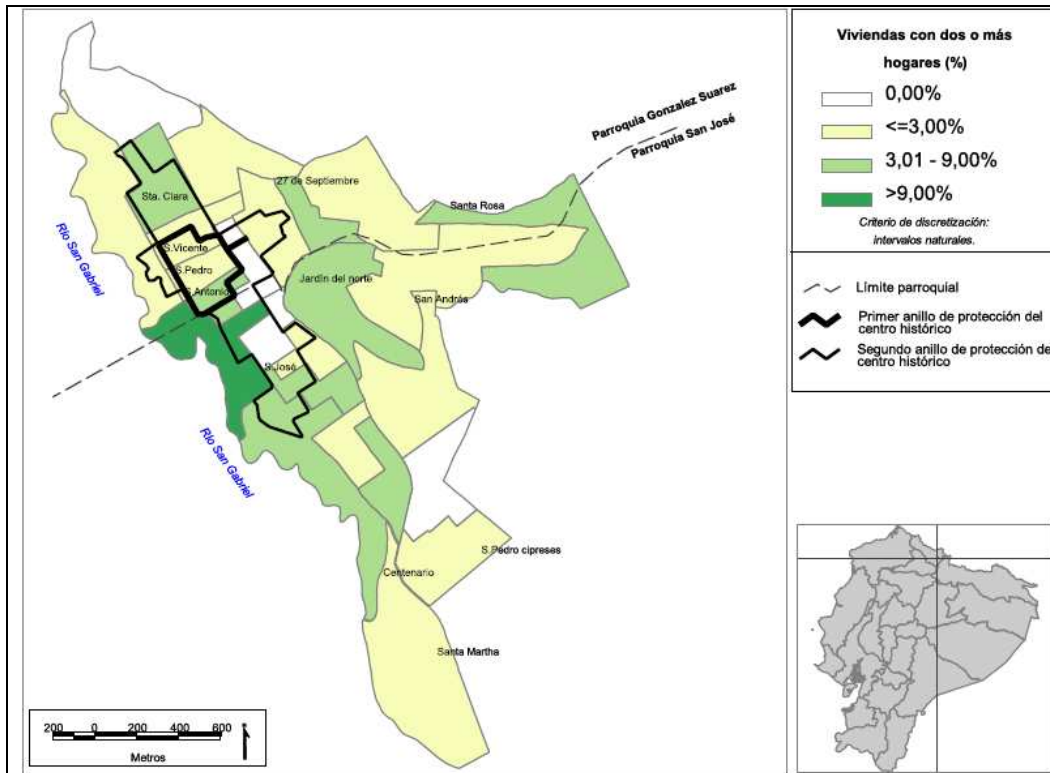 Parroquia Gonzalez Suarez
Parroquia San José
27 de Septiembre
Sta. Clara
Santa Rosa
Río San Gabriel
S.Vicente
S.Pedro
Jardín del norte
S.Antonio
San Andrés
S.José
Río San Gabriel
S.Pedro cipreses
Centenario
Santa Martha
200 0 200 400 600
Metros
Viviendas con dos o más
hogares (%)
0,00%
<=3,00%
3,01 - 9,00%
>9,00%
Criterio de discretización:
intervalos naturales.
Límite parroquial
Primer anillo de protección del
centro histórico
Segundo anillo de protección de
centro histórico